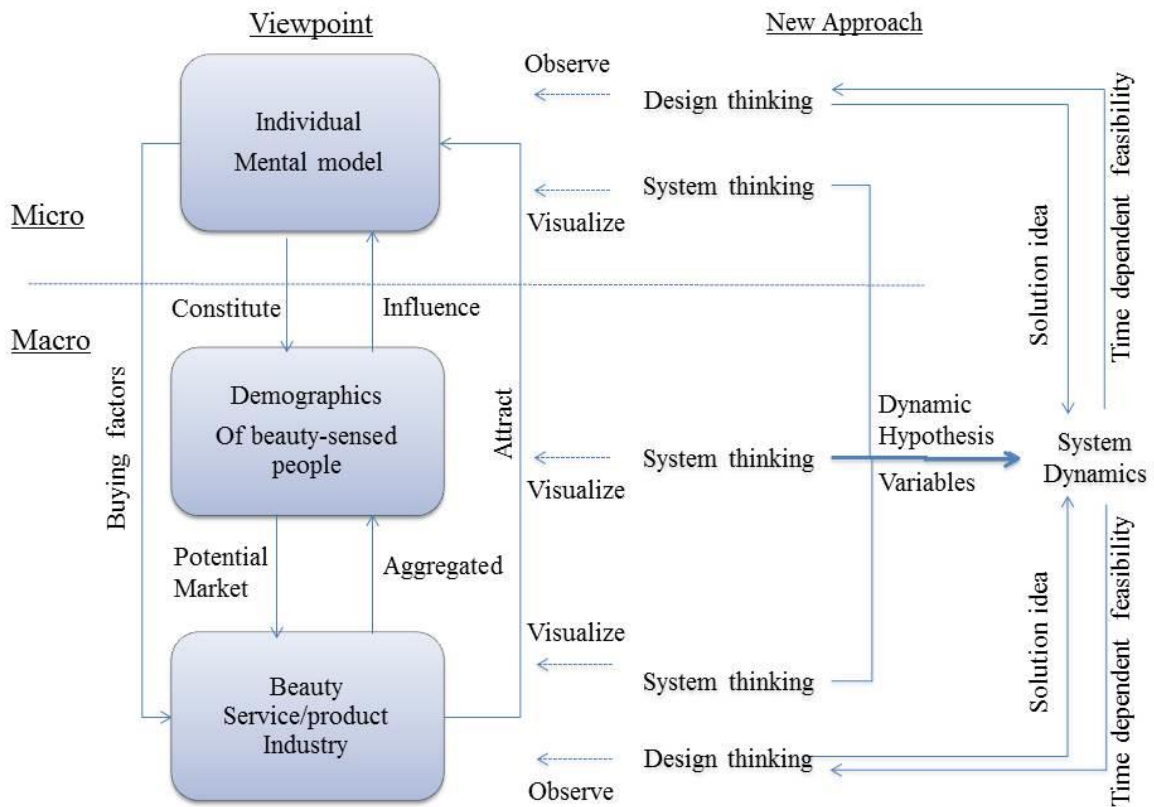 Viewpoint
New Approach
Observe
Design thinking
Individual
Mental model
System thinking
Visualize
Micro
Constitute
Influence
Macro
Demographics
Of beauty-sensed
people
Buying factors
Attract
System thinking
Visualize
Dynamic
Hypothesis
Variables
System
Dynamics
Solution idea
Time dependent feasibility
Potential
Market
Aggregated
Visualize
System thinking
Beauty
Service/product
Industry
Design thinking
Observe
Solution idea
Time dependent feasibility